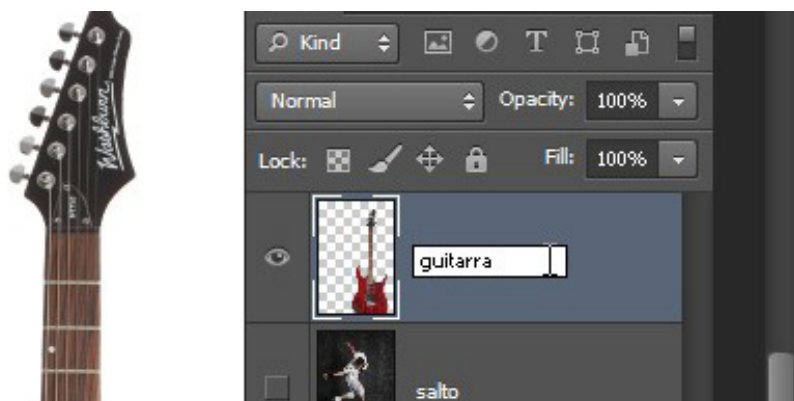 Washburn
Kind
Normal
Opacity: 100%
Lock:
Fill: 100%
guitarra
salto